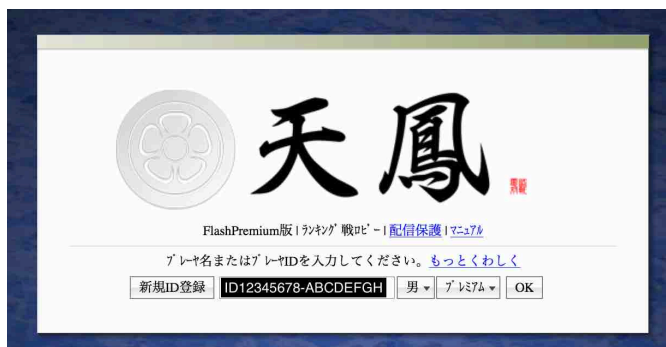 天鳳
FlashPremium版 | ﾗﾝｷﾝｸﾞ戦ﾛﾋﾞｰ | 配信保護 | ﾏﾆｭｱﾙ
ﾌﾟﾚｰﾔ名またはﾌﾟﾚｰﾔIDを入力してください。もっとくわしく
新規ID登録 ID12345678-ABCDEFGH 男 ﾌﾟﾚﾐｱﾑ OK